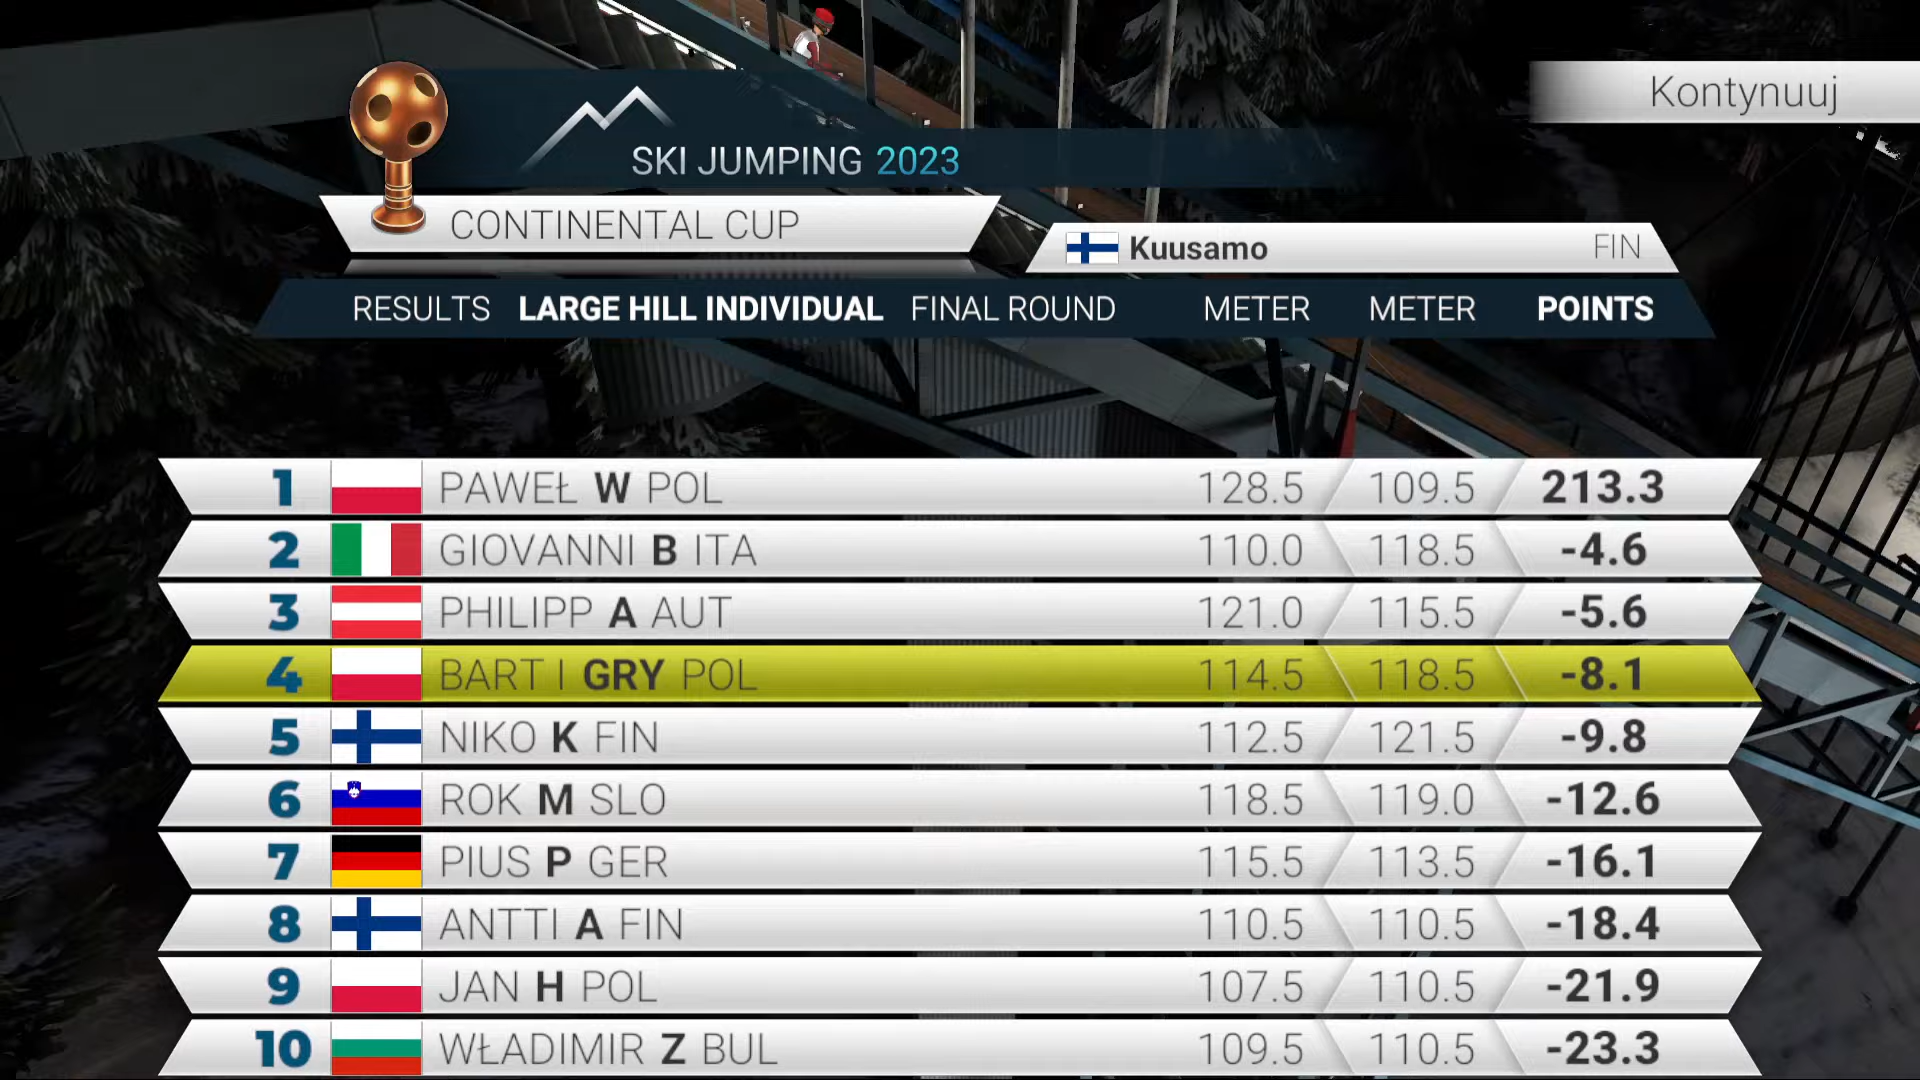 Kontynuuj
SKI JUMPING 2023
CONTINENTAL CUP
Kuusamo FIN
RESULTS LARGE HILL INDIVIDUAL FINAL ROUND METER METER POINTS
1 PAWEŁ W POL 128.5 109.5 213.3
2 GIOVANNI B ITA 110.0 118.5 -4.6
3 PHILIPP A AUT 121.0 115.5 -5.6
4 BART I GRY POL 114.5 118.5 -8.1
5 NIKO K FIN 112.5 121.5 -9.8
6 ROK M SLO 118.5 119.0 -12.6
7 PIUS P GER 115.5 113.5 -16.1
8 ANTTI A FIN 110.5 110.5 -18.4
9 JAN H POL 107.5 110.5 -21.9
10 WŁADIMIR Z BUL 109.5 110.5 -23.3